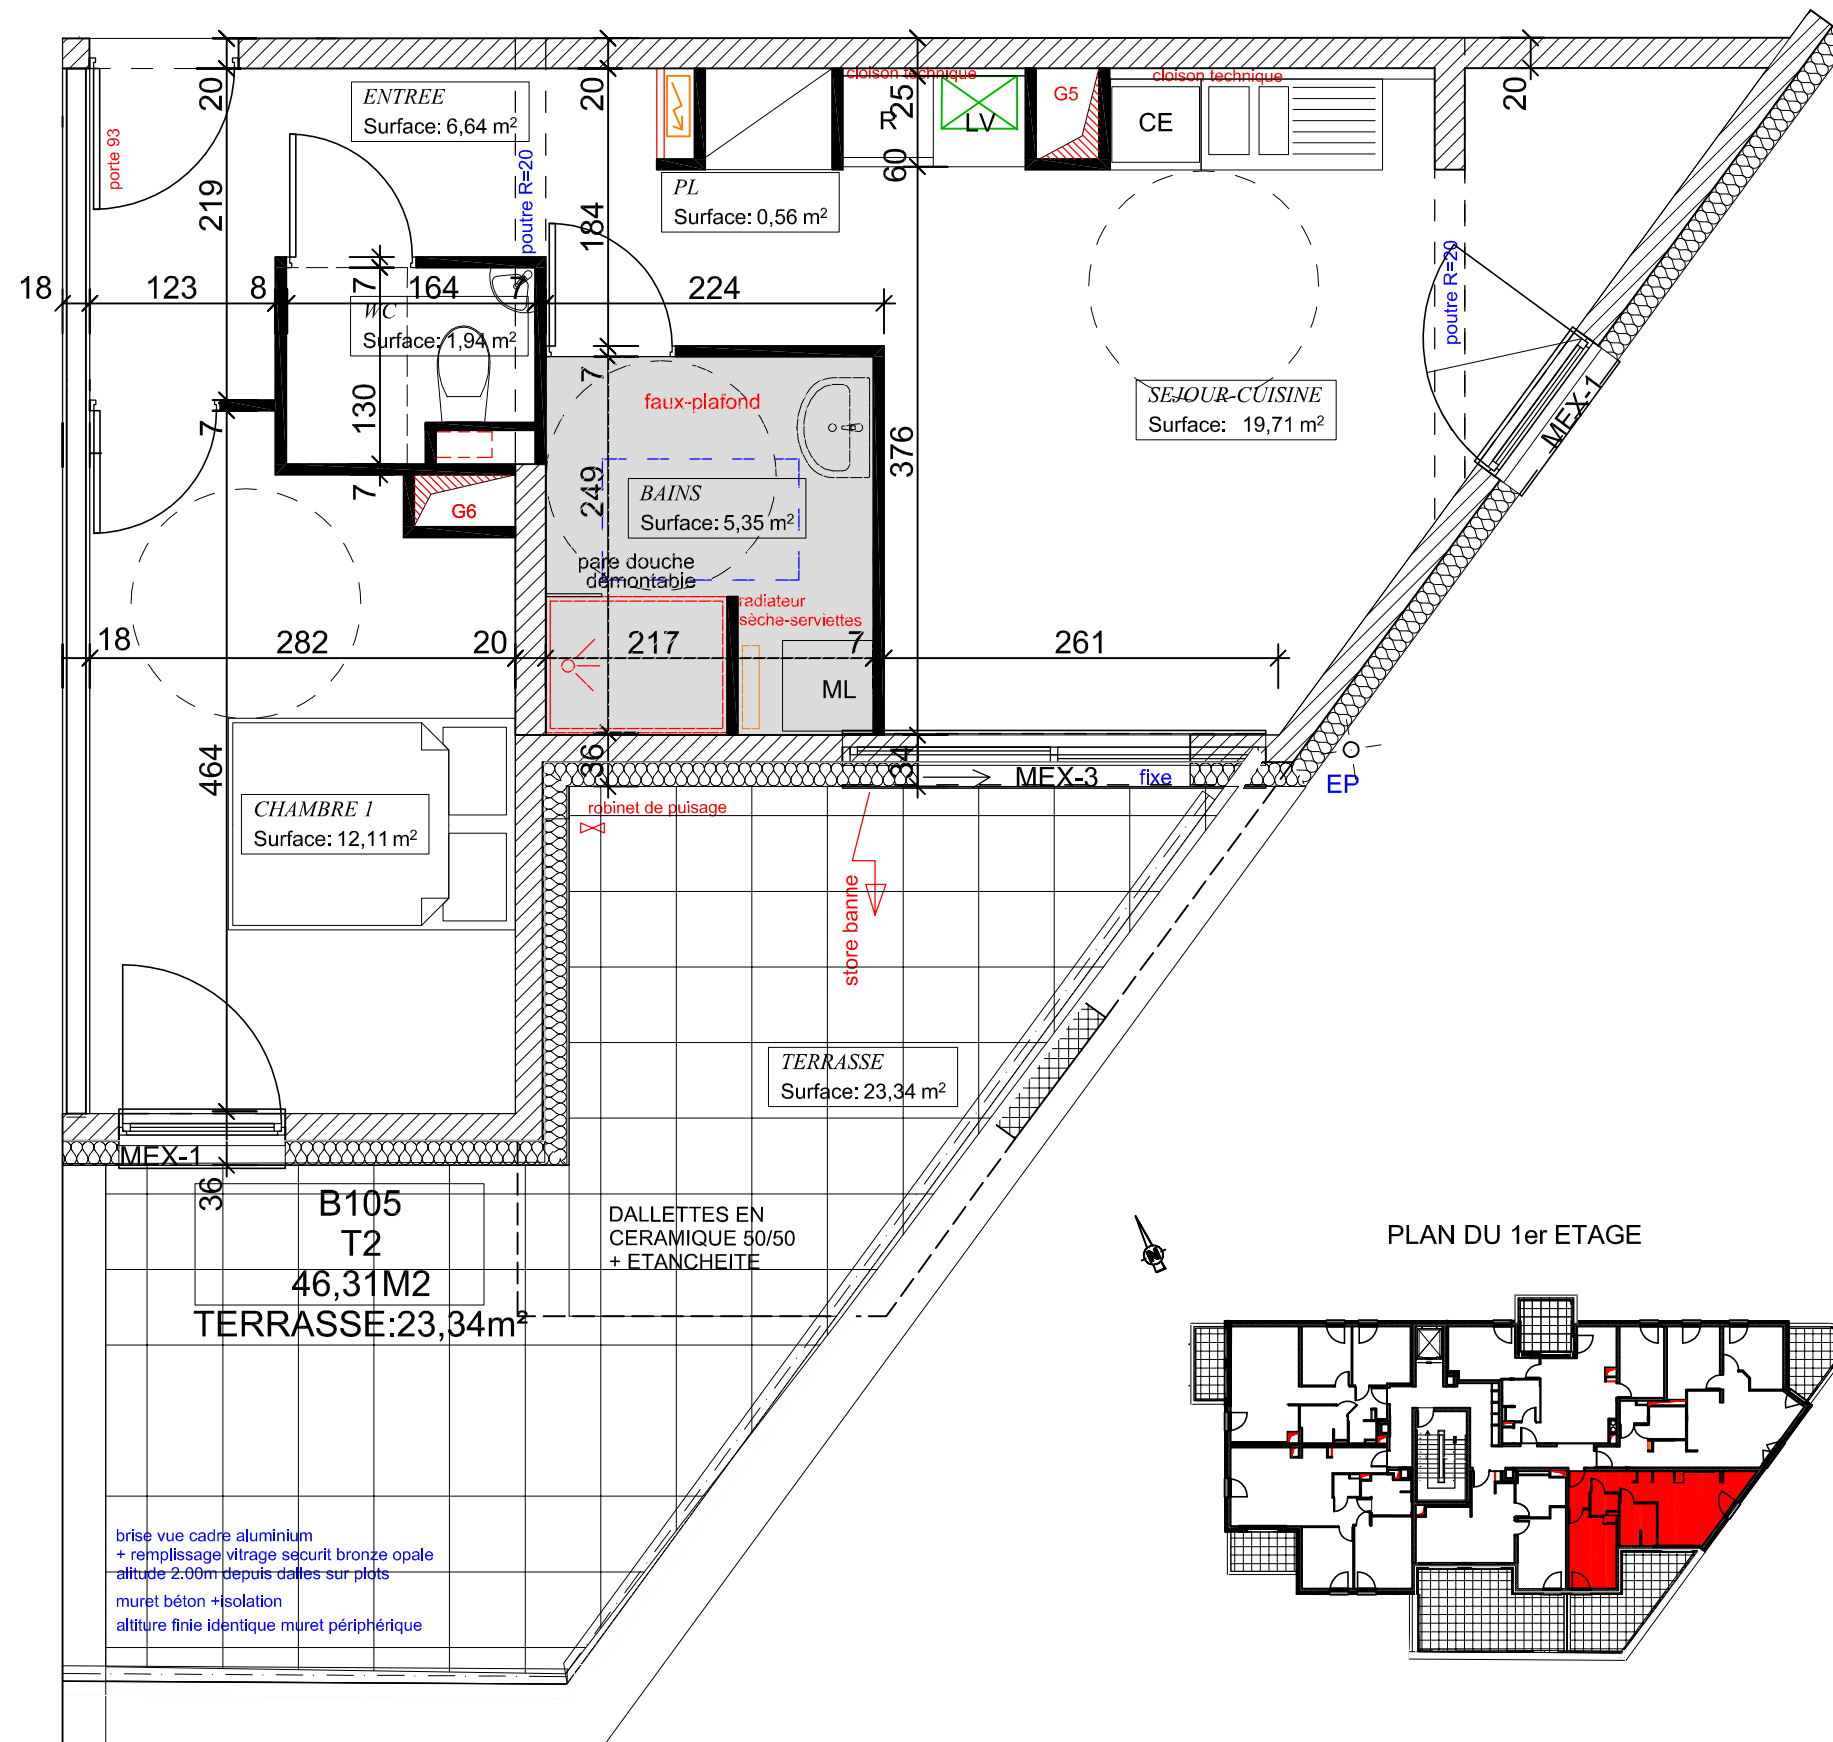 20
20
25
20
cloison technique
cloison technique
ENTREE
Surface: 6,64 m²
porte 93
G5
R
LV
CE
60
poutre R=20
PL
Surface: 0,56 m²
219
184
18
123
8
7
164
7
224
WC
Surface: 1,94 m²
poutre R=20
7
130
7
7
faux-plafond
SEJOUR-CUISINE
Surface: 19,71 m²
MEX-1
376
249
G6
BAINS
Surface: 5,35 m²
pare douche
démontable
radiateur
sèche-serviettes
18
282
20
217
7
261
ML
464
36
34
MEX-3
fixe
EP
robinet de puisage
CHAMBRE 1
Surface: 12,11 m²
store banne
TERRASSE
Surface: 23,34 m²
MEX-1
36
B105
T2
46,31M2
TERRASSE:23,34m²
DALLETTES EN
CERAMIQUE 50/50
+ ETANCHEITE
N
PLAN DU 1er ETAGE
brise vue cadre aluminium
+ remplissage vitrage securit bronze opale
alitude 2.00m depuis dalles sur plots
muret béton +isolation
altiture finie identique muret périphérique